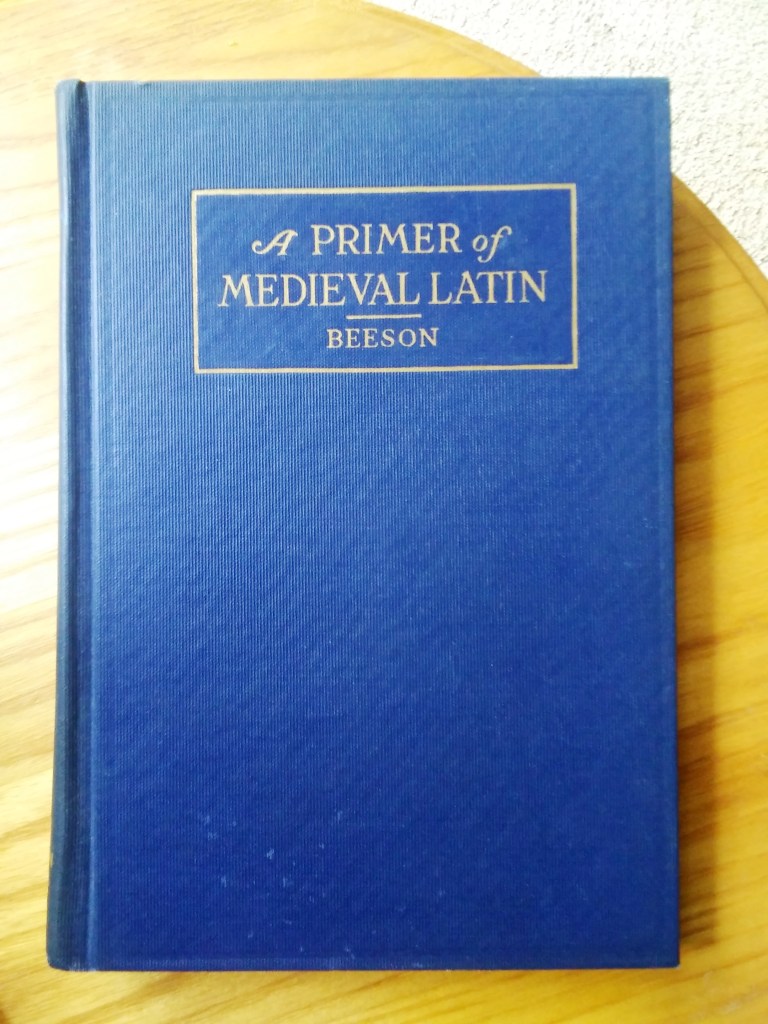 A PRIMER of
MEDIEVAL LATIN
BEESON